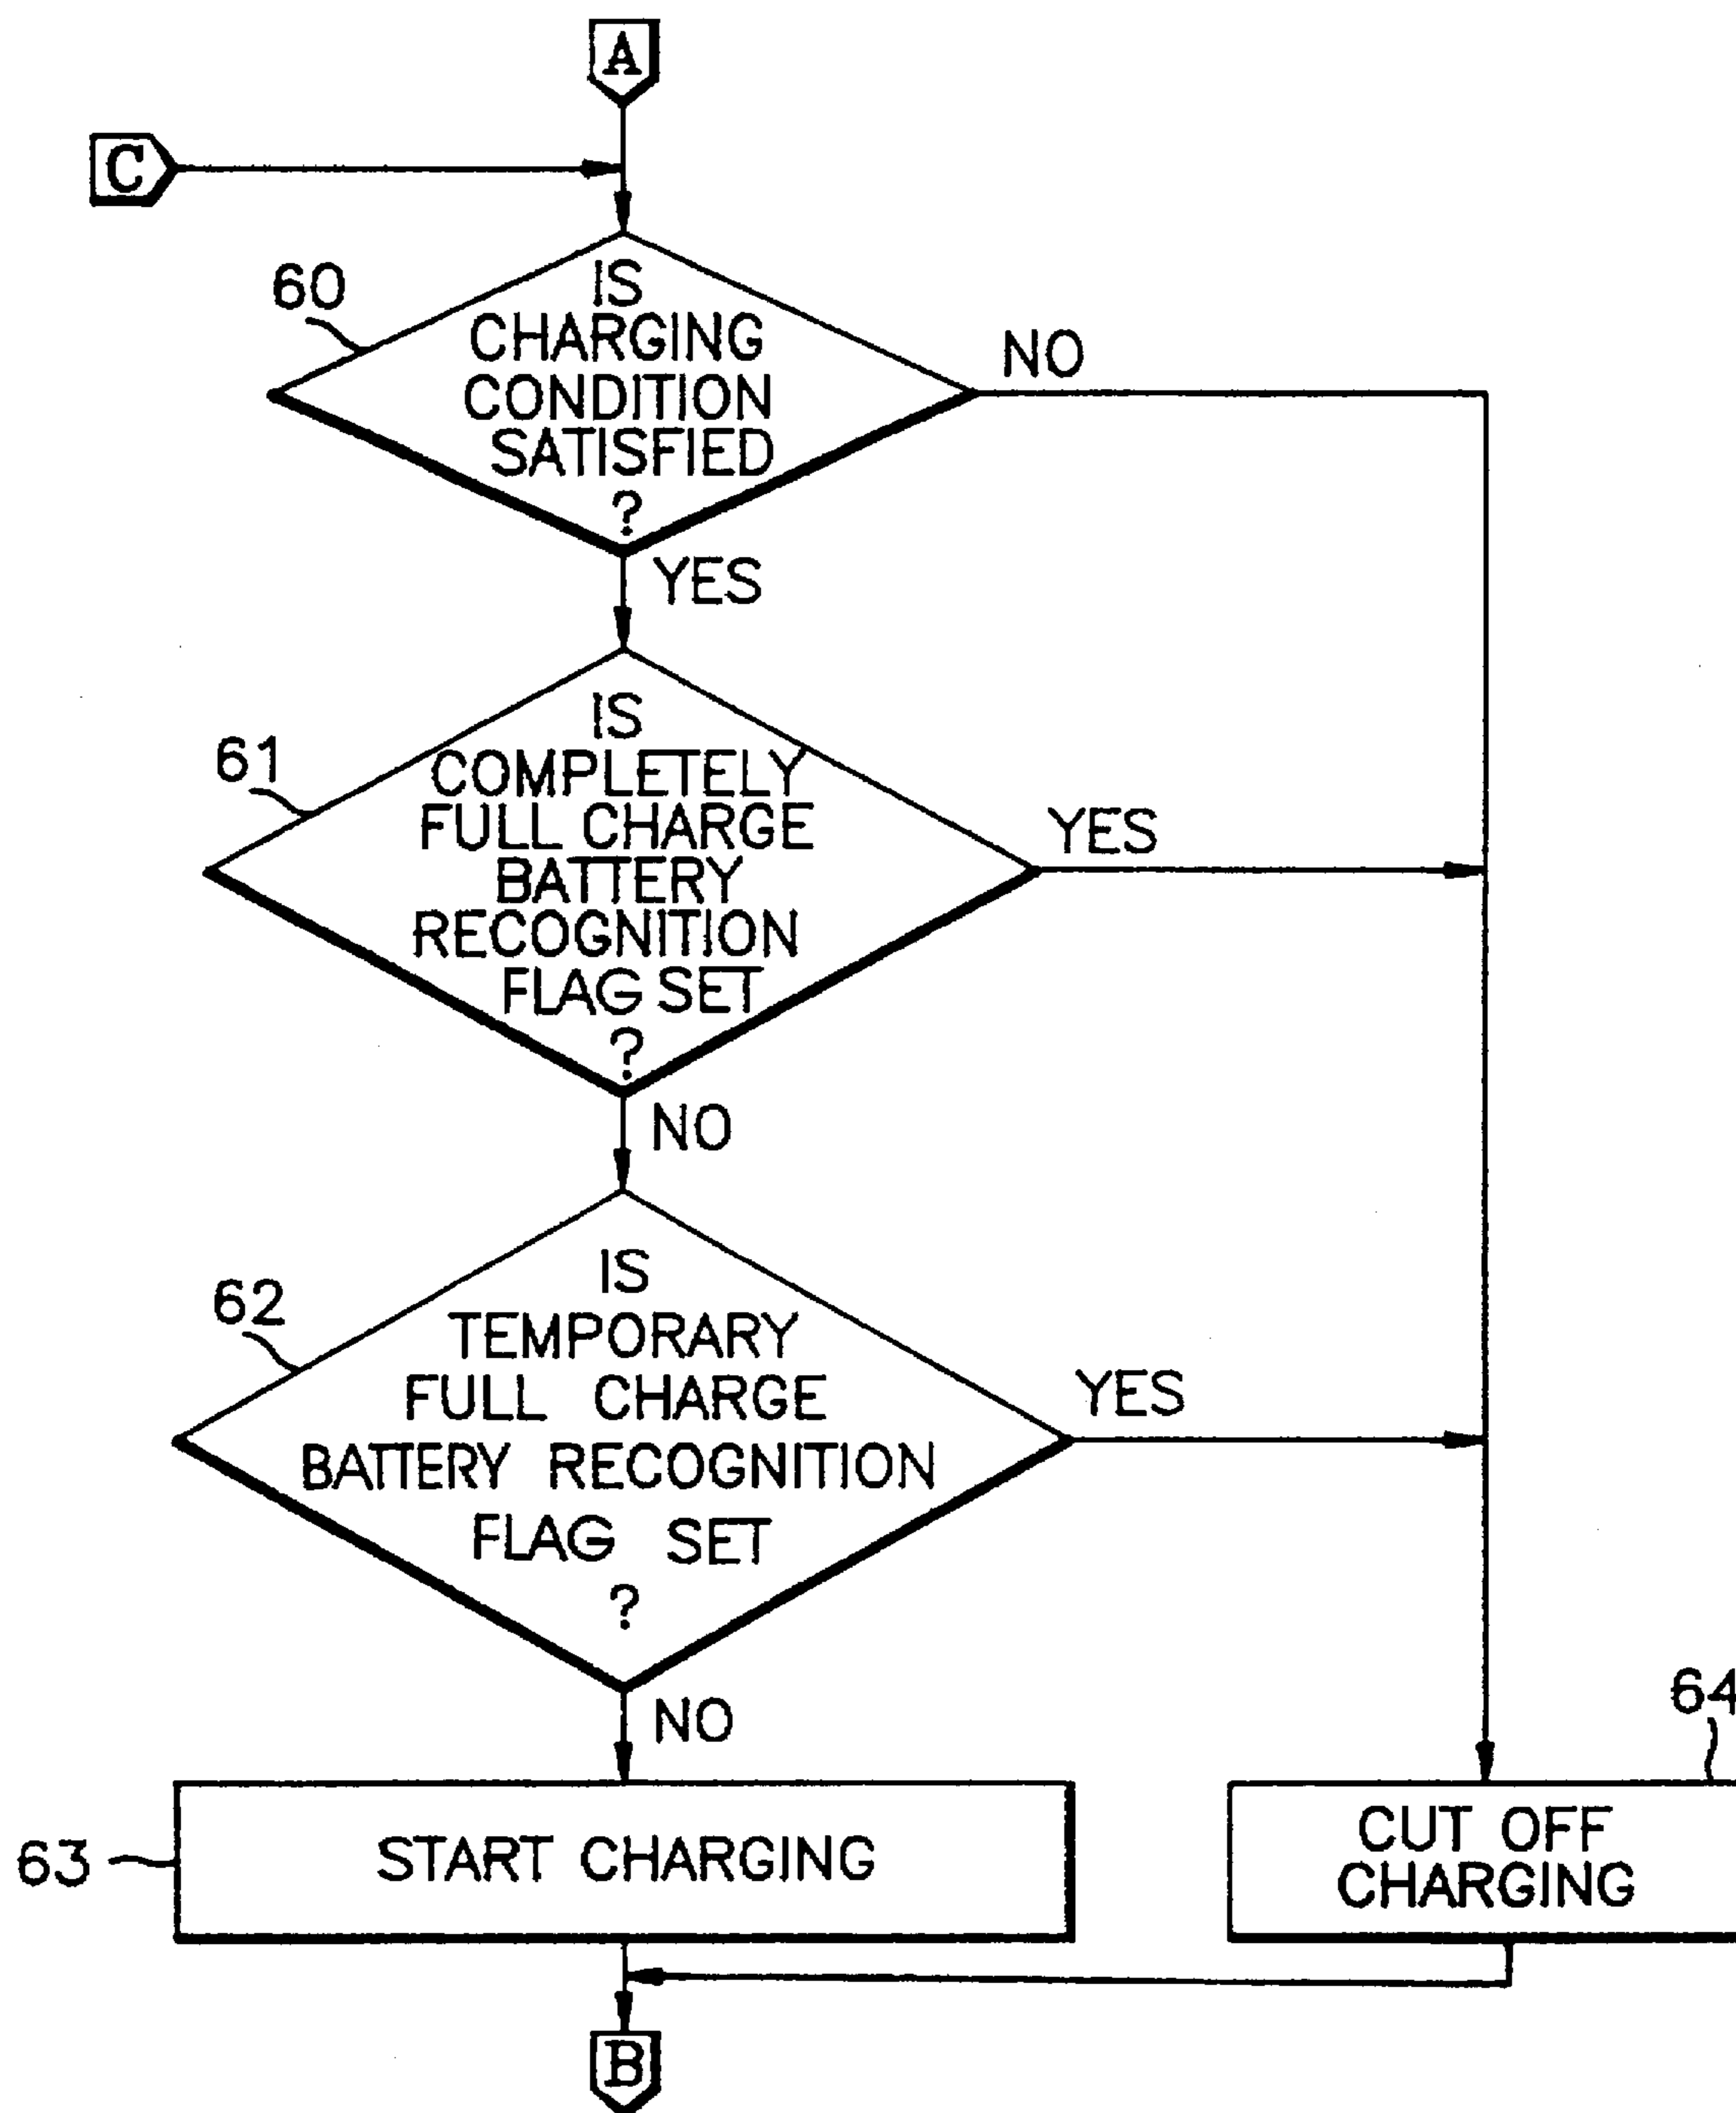 A
C
60
IS
CHARGING
CONDITION
SATISFIED
?
NO
YES
61
IS
COMPLETELY
FULL CHARGE
BATTERY
RECOGNITION
FLAG SET
?
YES
NO
62
IS
TEMPORARY
FULL CHARGE
BATTERY RECOGNITION
FLAG SET
?
YES
NO
63
START CHARGING
64
CUT OFF
CHARGING
B